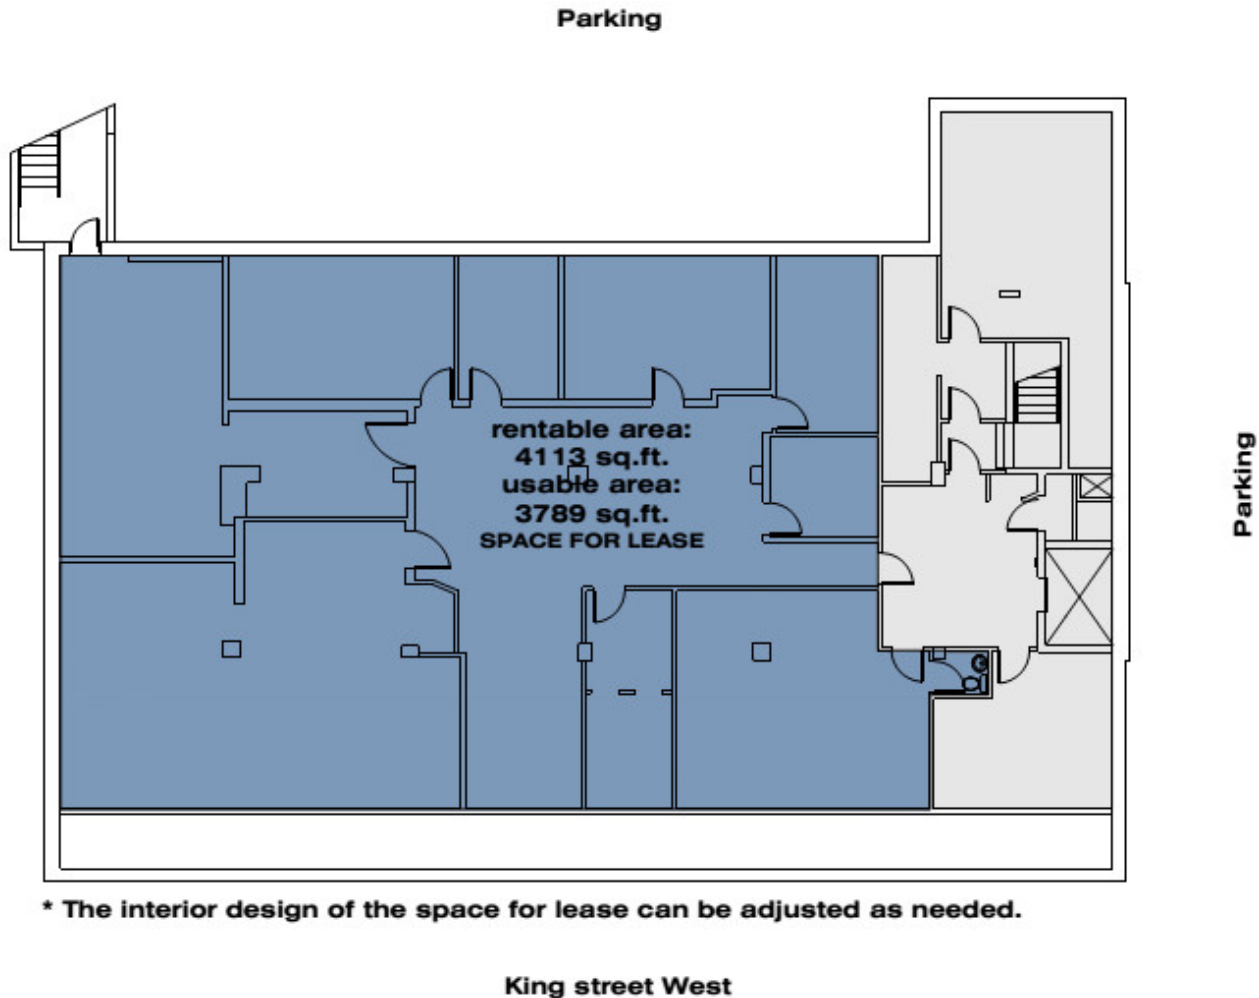 Parking
rentable area:
4113 sq.ft.
usable area:
3789 sq.ft.
SPACE FOR LEASE
Parking
* The interior design of the space for lease can be adjusted as needed.
King street West